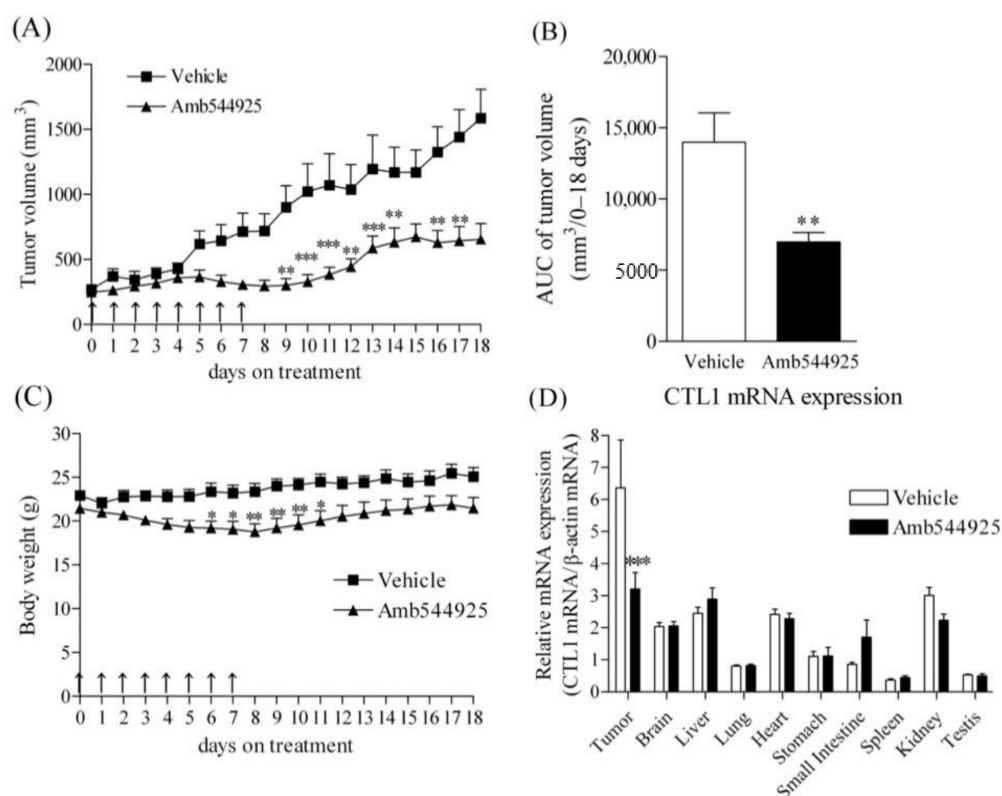 (A)
Tumor volume (mm³)
2000
1500
1000
500
0
Vehicle
Amb544925
**
***
***
**
***
**
**
**
0 1 2 3 4 5 6 7 8 9 10 11 12 13 14 15 16 17 18
days on treatment
(B)
AUC of tumor volume
(mm³/0–18 days)
20,000
15,000
10,000
5000
0
**
Vehicle Amb544925
(C)
Body weight (g)
30
25
20
15
10
5
0
* * ** ** ** *
Vehicle
Amb544925
0 1 2 3 4 5 6 7 8 9 10 11 12 13 14 15 16 17 18
days on treatment
CTL1 mRNA expression
(D)
Relative mRNA expression
(CTL1 mRNA/β-actin mRNA)
8
7
6
5
4
3
2
1
0
***
Vehicle
Amb544925
Tumor
Brain
Liver
Lung
Heart
Stomach
Small Intestine
Spleen
Kidney
Testis